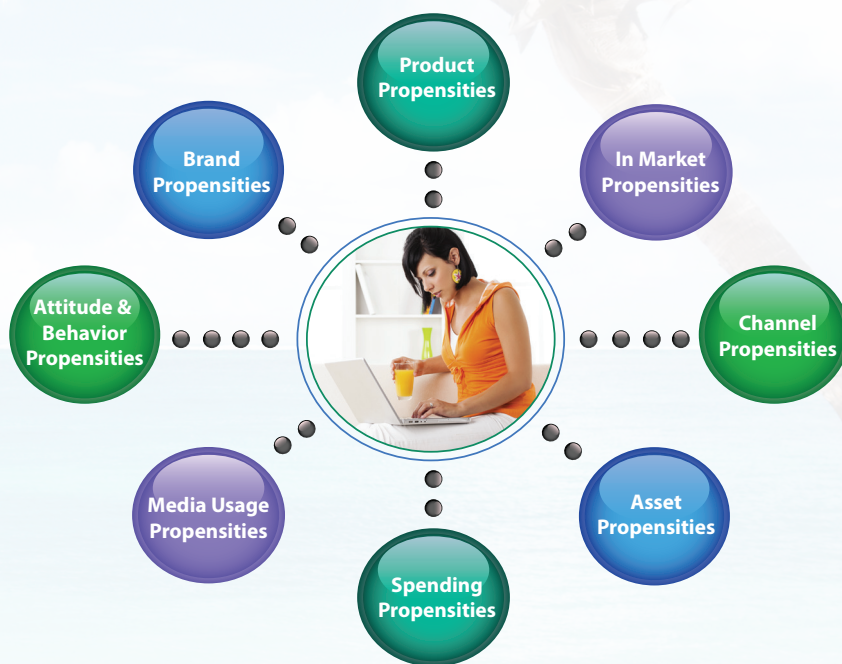 Product
Propensities
Brand
Propensities
In Market
Propensities
Attitude &
Behavior
Propensities
Channel
Propensities
Media Usage
Propensities
Asset
Propensities
Spending
Propensities